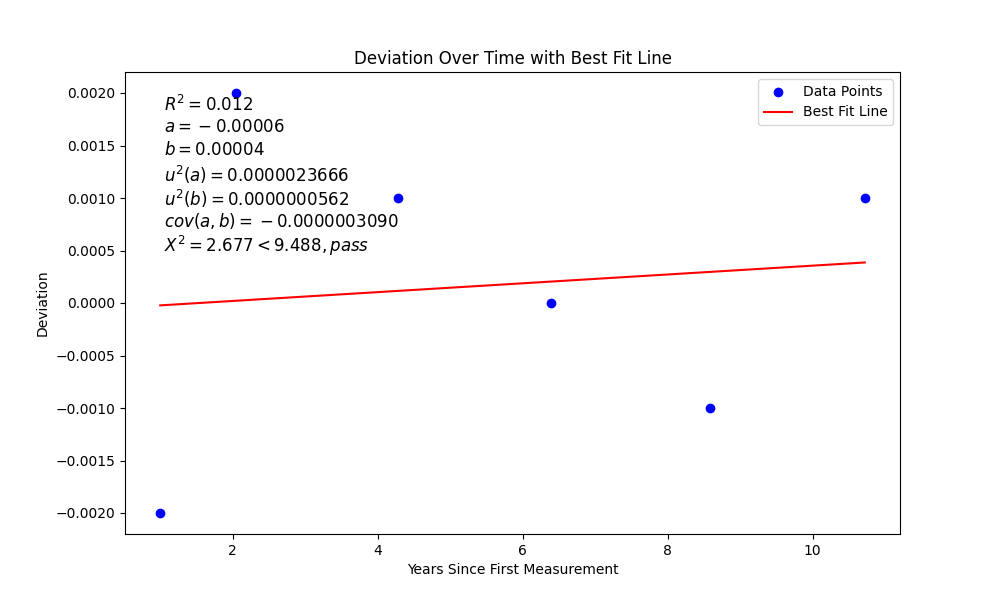 Deviation Over Time with Best Fit Line
0.0020
0.0015
0.0010
0.0005
0.0000
−0.0005
−0.0010
−0.0015
−0.0020
Deviation
R² = 0.012
a = −0.00006
b = 0.00004
u²(a) = 0.0000023666
u²(b) = 0.0000000562
cov(a, b) = −0.0000003090
X² = 2.677 < 9.488, pass
Data Points
Best Fit Line
2 4 6 8 10
Years Since First Measurement